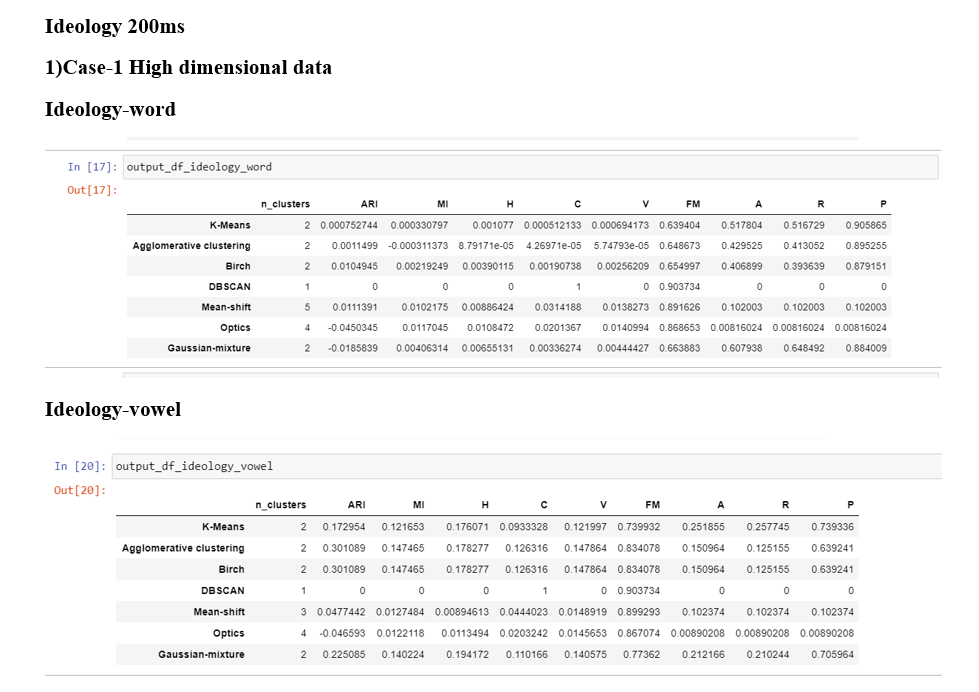 Ideology 200ms
1)Case-1 High dimensional data
Ideology-word
In [17]: output_df_ideology_word
Out[17]:
n_clusters ARI MI H C V FM A R P
K-Means 2 0.000752744 0.000330797 0.001077 0.000512133 0.000694173 0.639404 0.517804 0.516729 0.905865
Agglomerative clustering 2 0.0011499 -0.000311373 8.79171e-05 4.26971e-05 5.74793e-05 0.648673 0.429525 0.413052 0.895255
Birch 2 0.0104945 0.00219249 0.00390115 0.00190738 0.00256209 0.654997 0.406899 0.393639 0.879151
DBSCAN 1 0 0 0 1 0 0.903734 0 0 0
Mean-shift 5 0.0111391 0.0102175 0.00886424 0.0314188 0.0138273 0.891626 0.102003 0.102003 0.102003
Optics 4 -0.0450345 0.0117045 0.0108472 0.0201367 0.0140994 0.868653 0.00816024 0.00816024 0.00816024
Gaussian-mixture 2 -0.0185839 0.00406314 0.00655131 0.00336274 0.00444427 0.663883 0.607938 0.648492 0.884009
Ideology-vowel
In [20]: output_df_ideology_vowel
Out[20]:
n_clusters ARI MI H C V FM A R P
K-Means 2 0.172954 0.121653 0.176071 0.0933328 0.121997 0.739932 0.251855 0.257745 0.739336
Agglomerative clustering 2 0.301089 0.147465 0.178277 0.126316 0.147864 0.834078 0.150964 0.125155 0.639241
Birch 2 0.301089 0.147465 0.178277 0.126316 0.147864 0.834078 0.150964 0.125155 0.639241
DBSCAN 1 0 0 0 1 0 0.903734 0 0 0
Mean-shift 3 0.0477442 0.0127484 0.00894613 0.0444023 0.0148919 0.899293 0.102374 0.102374 0.102374
Optics 4 -0.046593 0.0122118 0.0113494 0.0203242 0.0145653 0.867074 0.00890208 0.00890208 0.00890208
Gaussian-mixture 2 0.225085 0.140224 0.194172 0.110166 0.140575 0.77362 0.212166 0.210244 0.705964